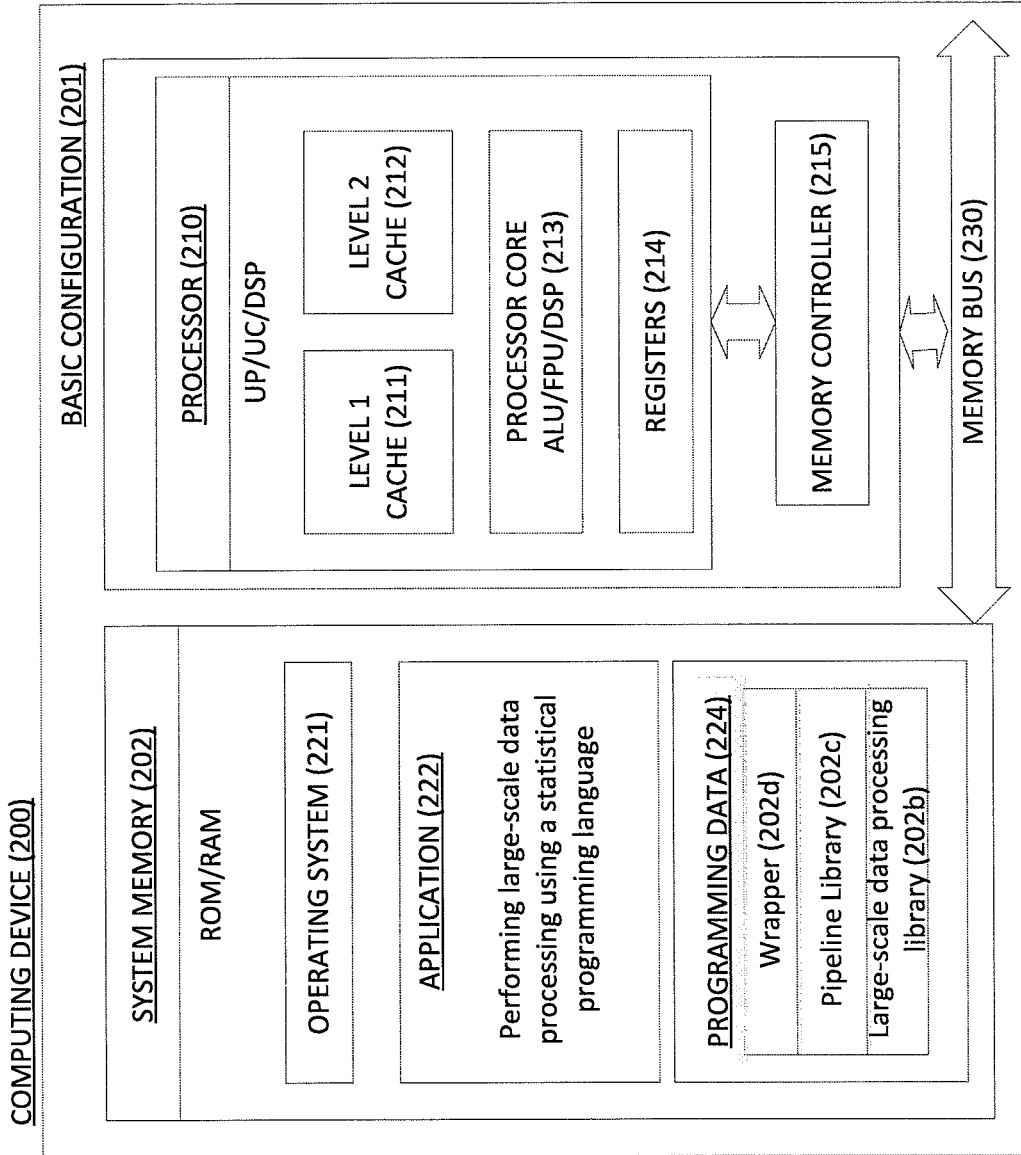 COMPUTING DEVICE (200)
SYSTEM MEMORY (202)
ROM/RAM
OPERATING SYSTEM (221)
APPLICATION (222)
Performing large-scale data
processing using a statistical
programming language
PROGRAMMING DATA (224)
Wrapper (202d)
Pipeline Library (202c)
Large-scale data processing
library (202b)
BASIC CONFIGURATION (201)
PROCESSOR (210)
UP/UC/DSP
LEVEL 1
CACHE (211)
LEVEL 2
CACHE (212)
PROCESSOR CORE
ALU/FPU/DSP (213)
REGISTERS (214)
MEMORY CONTROLLER (215)
MEMORY BUS (230)